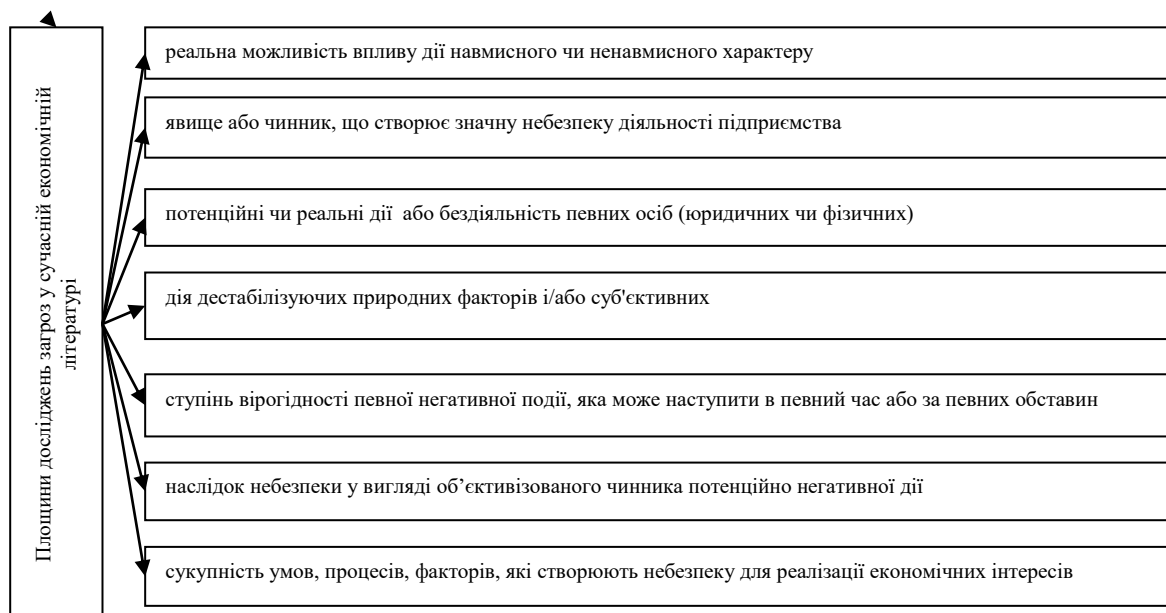 Площини досліджень загроз у сучасній економічній
літературі
реальна можливість впливу дії навмисного чи ненавмисного характеру
явище або чинник, що створює значну небезпеку діяльності підприємства
потенційні чи реальні дії або бездіяльність певних осіб (юридичних чи фізичних)
дія дестабілізуючих природних факторів і/або суб'єктивних
ступінь вірогідності певної негативної події, яка може наступити в певний час або за певних обставин
наслідок небезпеки у вигляді об’єктивізованого чинника потенційно негативної дії
сукупність умов, процесів, факторів, які створюють небезпеку для реалізації економічних інтересів